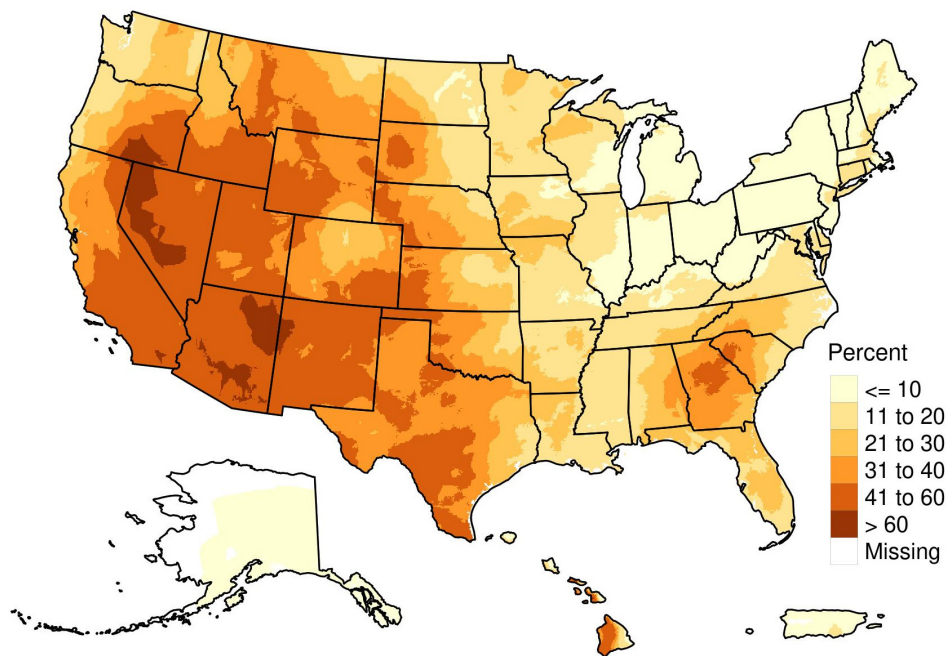 Percent
<= 10
11 to 20
21 to 30
31 to 40
41 to 60
> 60
Missing